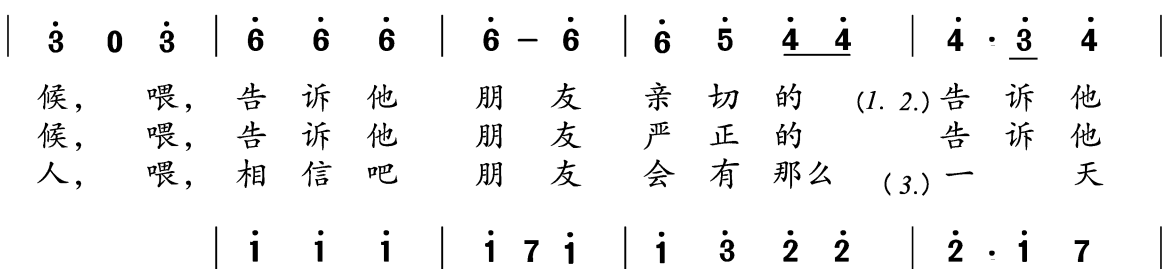 | 3̇ 0 3̇ | 6̇ 6̇ 6̇ | 6̇ – 6̇ | 6̇ 5̇ 4̇ 4̇ | 4̇ · 3̇ 4̇ |
候， 喂， 告 诉 他 朋 友 亲 切 的 (1. 2.) 告 诉 他
候， 喂， 告 诉 他 朋 友 严 正 的 告 诉 他
人， 喂， 相 信 吧 朋 友 会 有 那么 (3.) 一 天
| 1̇ 1̇ 1̇ | 1̇ 7 1̇ | 1̇ 3̇ 2̇ 2̇ | 2̇ · 1̇ 7 |